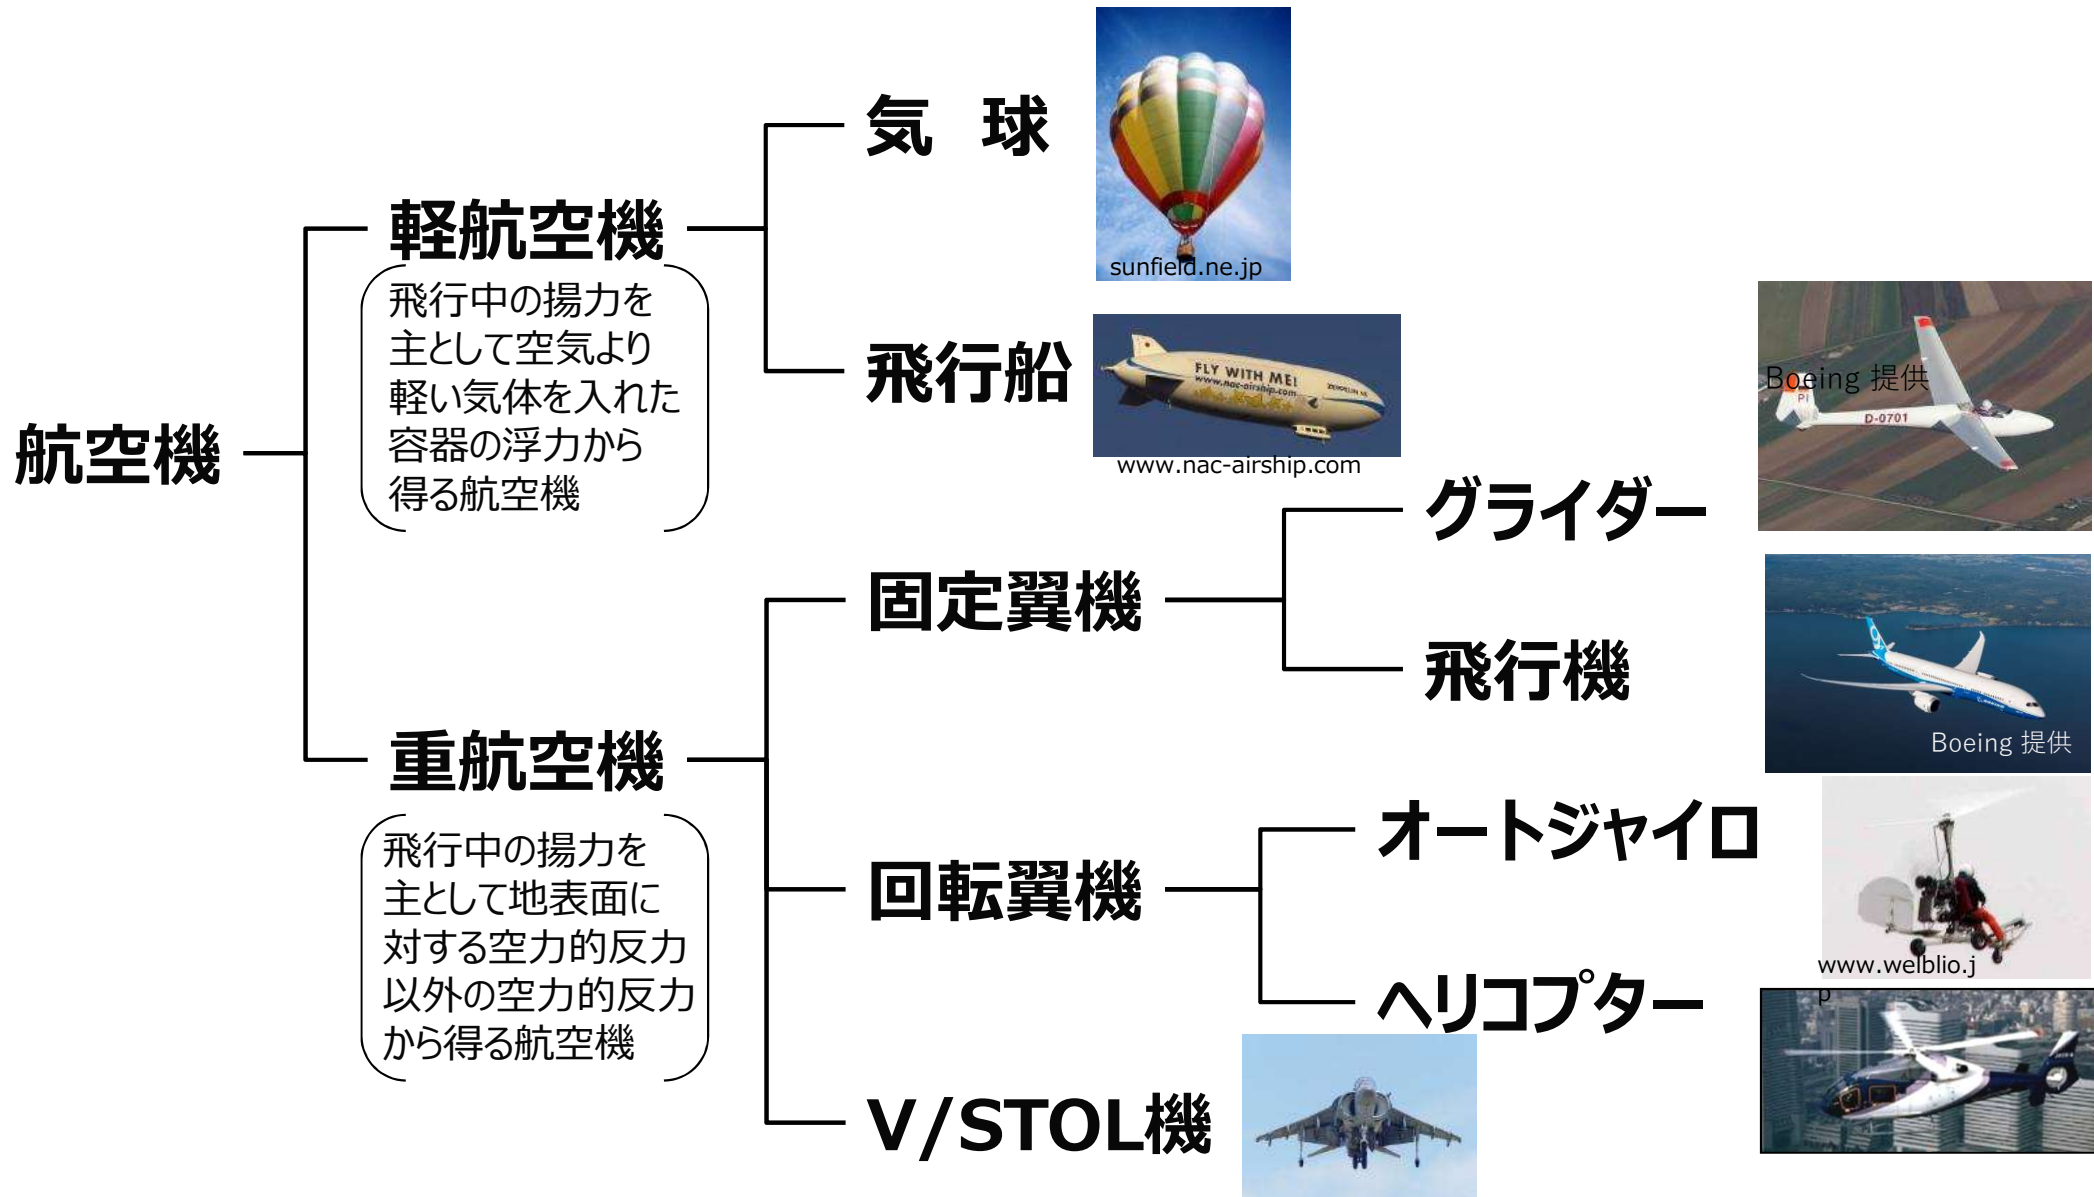 航空機
軽航空機
飛行中の揚力を
主として空気より
軽い気体を入れた
容器の浮力から
得る航空機
気　球
sunfield.ne.jp
飛行船
FLY WITH ME!
www.nac-airship.com
ZEPPELIN NT
www.nac-airship.com
重航空機
飛行中の揚力を
主として地表面に
対する空力的反力
以外の空力的反力
から得る航空機
固定翼機
グライダー
Boeing 提供
PI
D-0701
飛行機
Boeing 提供
回転翼機
オートジャイロ
www.welblio.j
p
ヘリコプター
V/STOL機